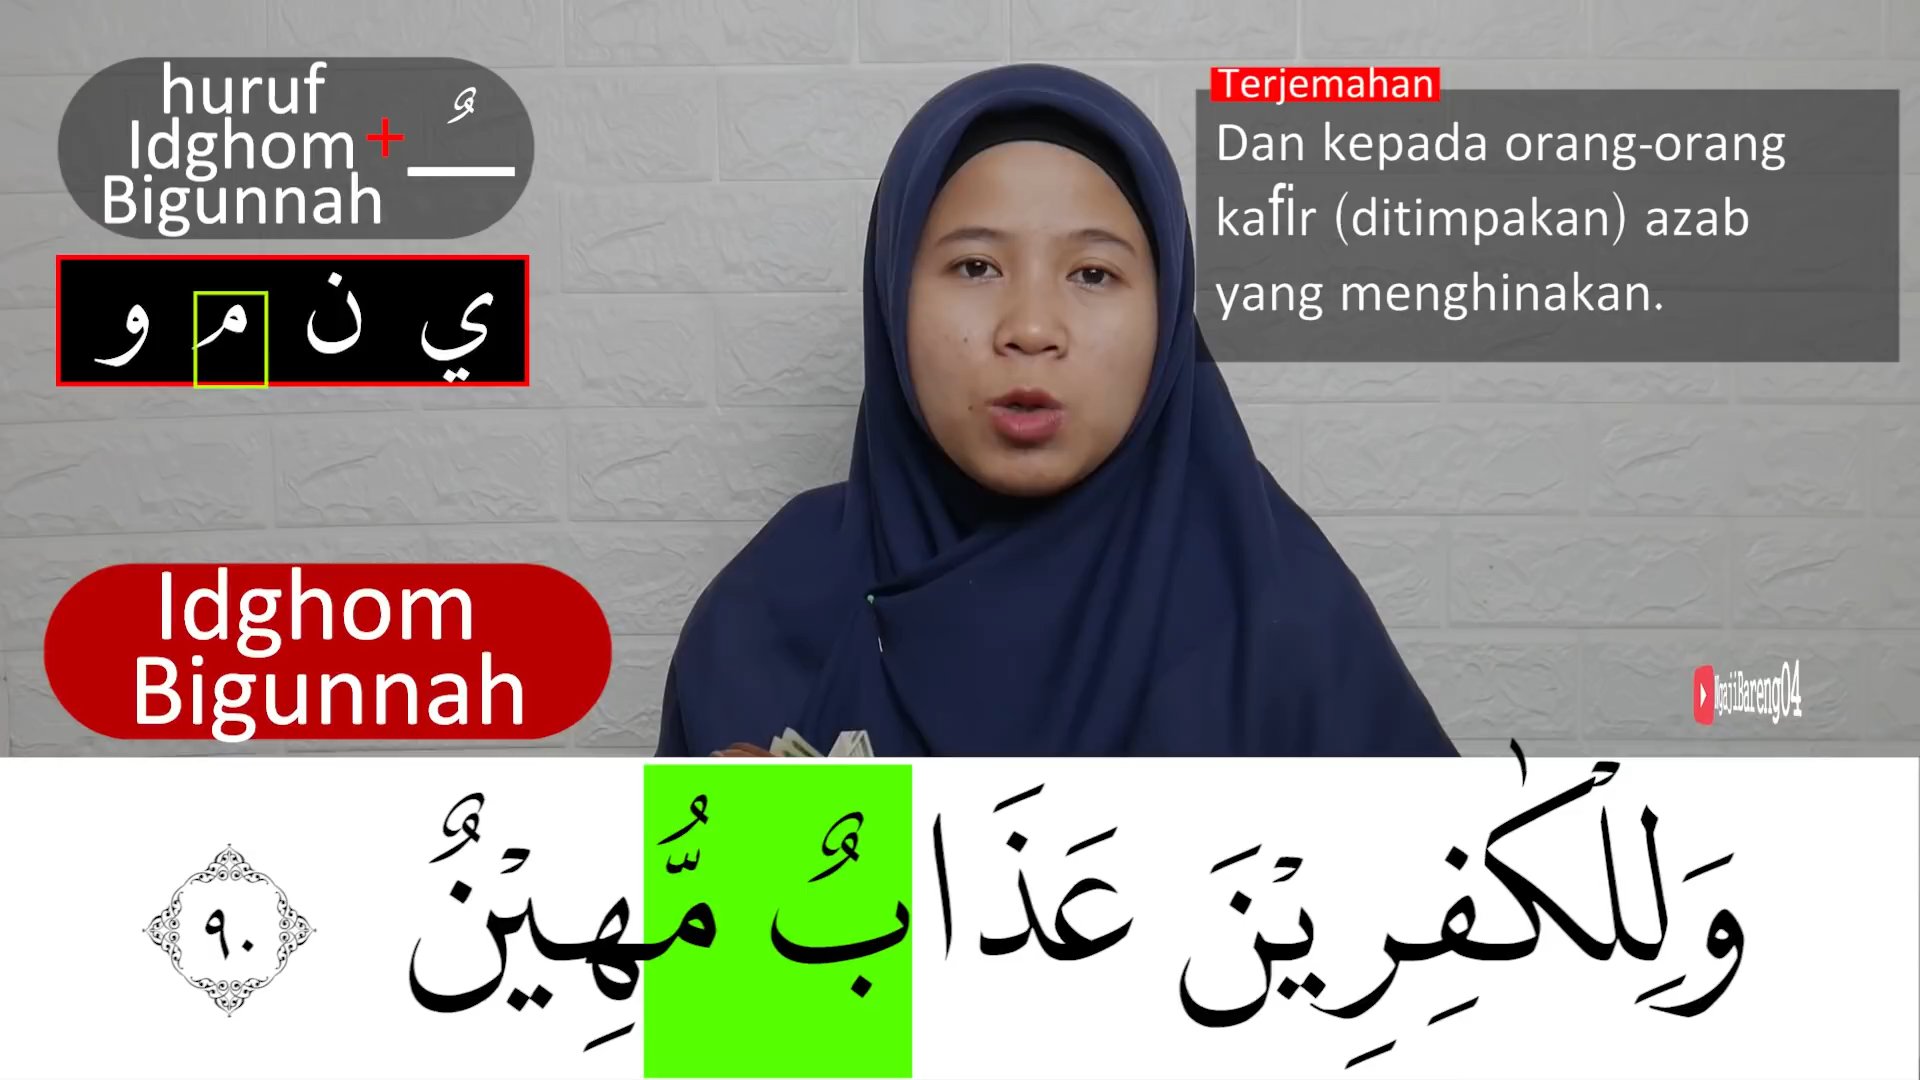 huruf
Idghom + ـٌ
Bigunnah
ي ن م و
Terjemahan
Dan kepada orang-orang
kafir (ditimpakan) azab
yang menghinakan.
Idghom
Bigunnah
NgajiBareng04
وَلِلْكٰفِرِيْنَ عَذَابٌ مُّهِيْنٌ ٩٠